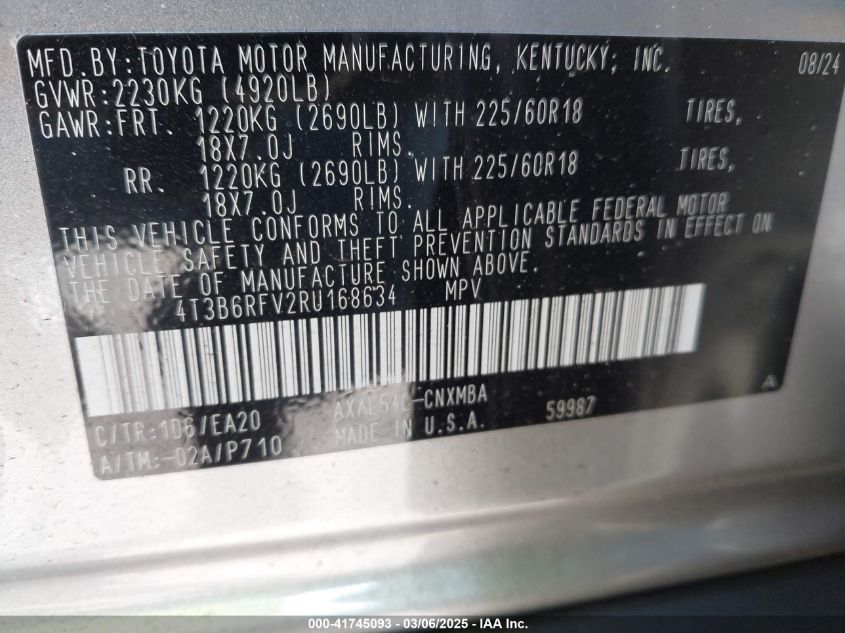 MFD.BY:TOYOTA MOTOR MANUFACTURING, KENTUCKY, INC. 08/24
GVWR:2230KG (4920LB)
GAWR:FRT. 1220KG (2690LB) WITH 225/60R18 TIRES,
18X7.0J RIMS.
RR. 1220KG (2690LB) WITH 225/60R18 TIRES,
18X7.0J RIMS.
THIS VEHICLE CONFORMS TO ALL APPLICABLE FEDERAL MOTOR
VEHICLE SAFETY AND THEFT PREVENTION STANDARDS IN EFFECT ON
THE DATE OF MANUFACTURE SHOWN ABOVE.
4T3B6RFV2RU168634 MPV
A
C/TR:1D6/EA20 AXAL54L-CNXMBA 59987
A/TM:-02A/P710 MADE IN U.S.A.
000-41745093 - 03/06/2025 - IAA Inc.